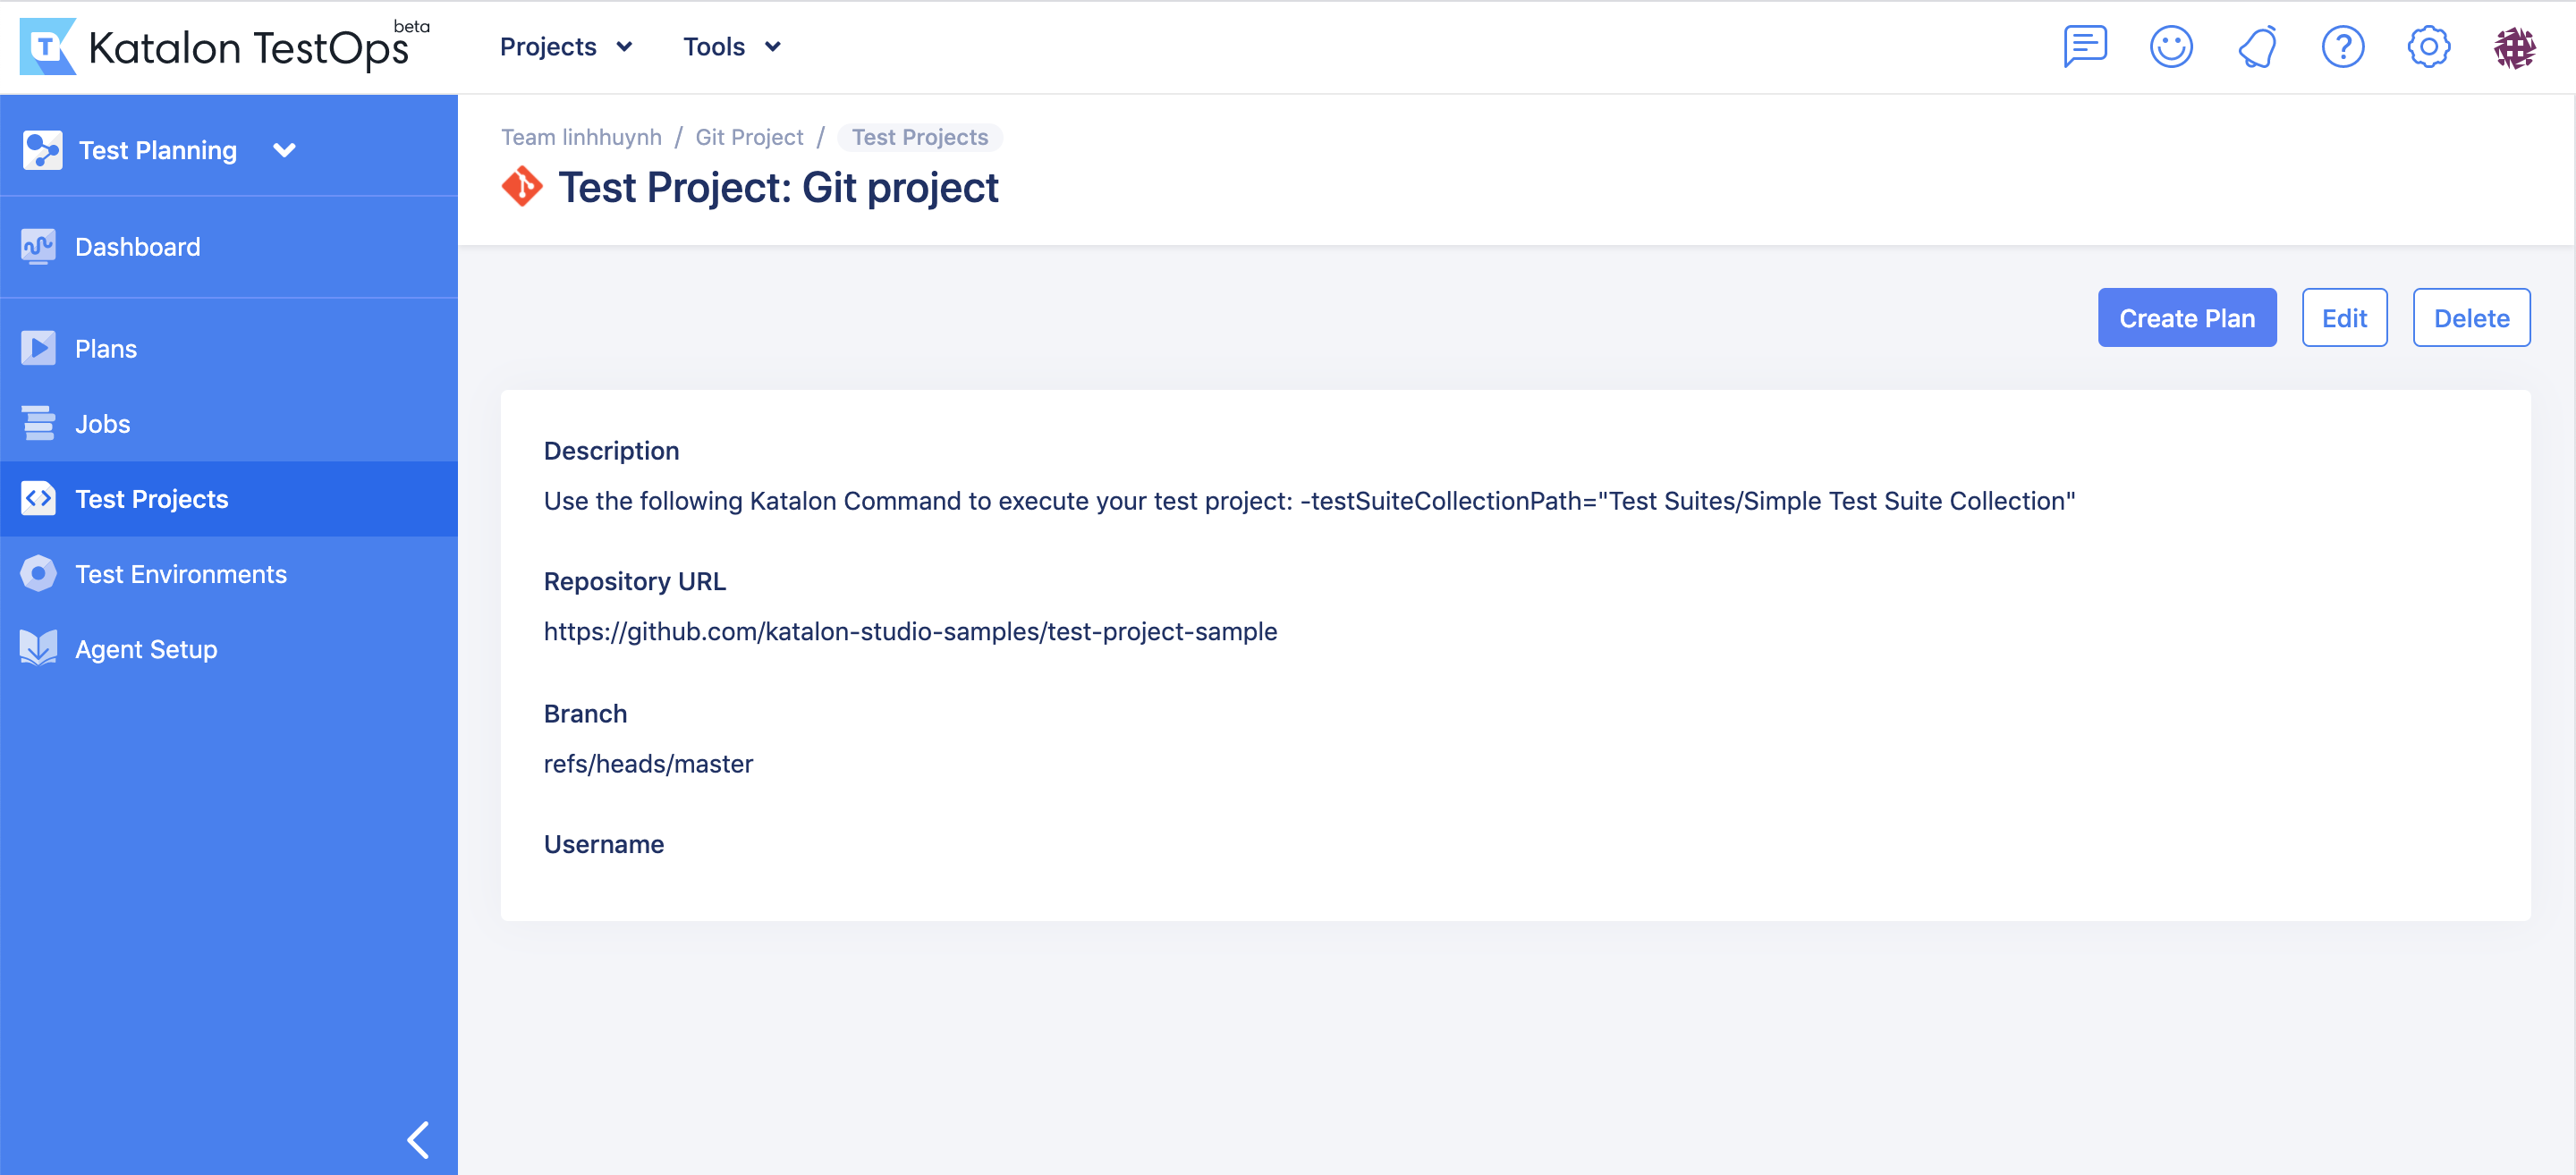 Katalon TestOps beta
Projects
Tools
Test Planning
Dashboard
Plans
Jobs
Test Projects
Test Environments
Agent Setup
Team linhhuynh / Git Project / Test Projects
Test Project: Git project
Create Plan
Edit
Delete
Description
Use the following Katalon Command to execute your test project: -testSuiteCollectionPath="Test Suites/Simple Test Suite Collection"
Repository URL
https://github.com/katalon-studio-samples/test-project-sample
Branch
refs/heads/master
Username